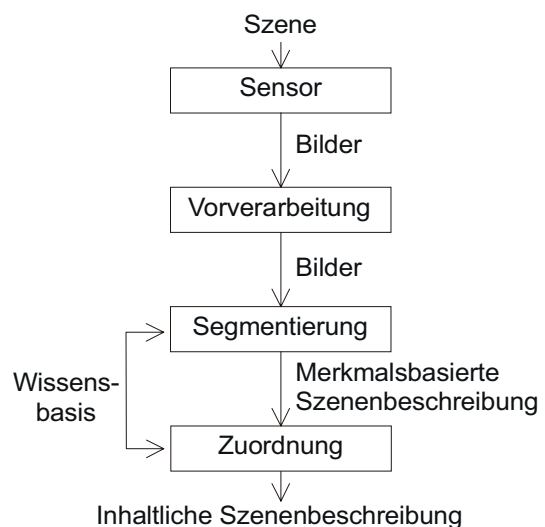 Szene
Sensor
Bilder
Vorverarbeitung
Bilder
Segmentierung
Wissens-
basis
Merkmalsbasierte
Szenenbeschreibung
Zuordnung
Inhaltliche Szenenbeschreibung